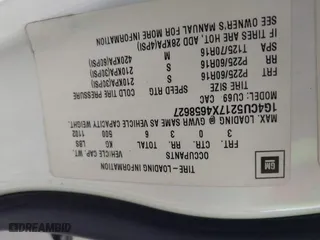 TIRE-LOADING INFORMATION
OCCUPANTS VEHICLE CAP. WT.
FRT. CTR. RR. TOTAL KG LBS
3 3 6 500 1102
MAX. LOADING @ GVWR SAME AS VEHICLE CAPACITY WEIGHT
1G4CU5217X4658627
CU69 CAC
TIRE SIZE SPEED RTG COLD TIRE PRESSURE
FRT P225/60R16 S 210KPA(30PSI)
RR P225/60R16 S 210KPA(30PSI)
SPA T125/70R16 M 420KPA(60PSI)
IF TIRES ARE HOT, ADD 28KPA(4PSI)
SEE OWNER'S MANUAL FOR MORE INFORMATION
GM
DREAMBID